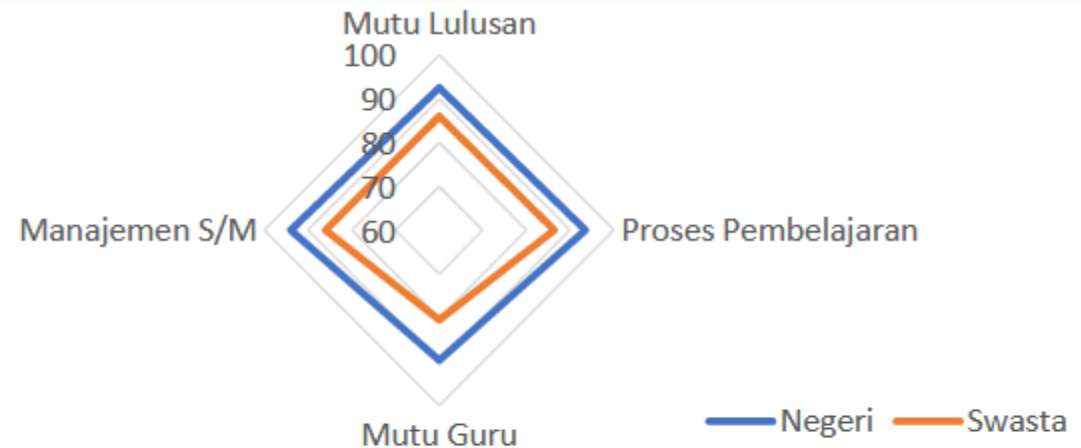 Mutu Lulusan
100
90
80
70
60
Manajemen S/M
Proses Pembelajaran
Mutu Guru
Negeri
Swasta